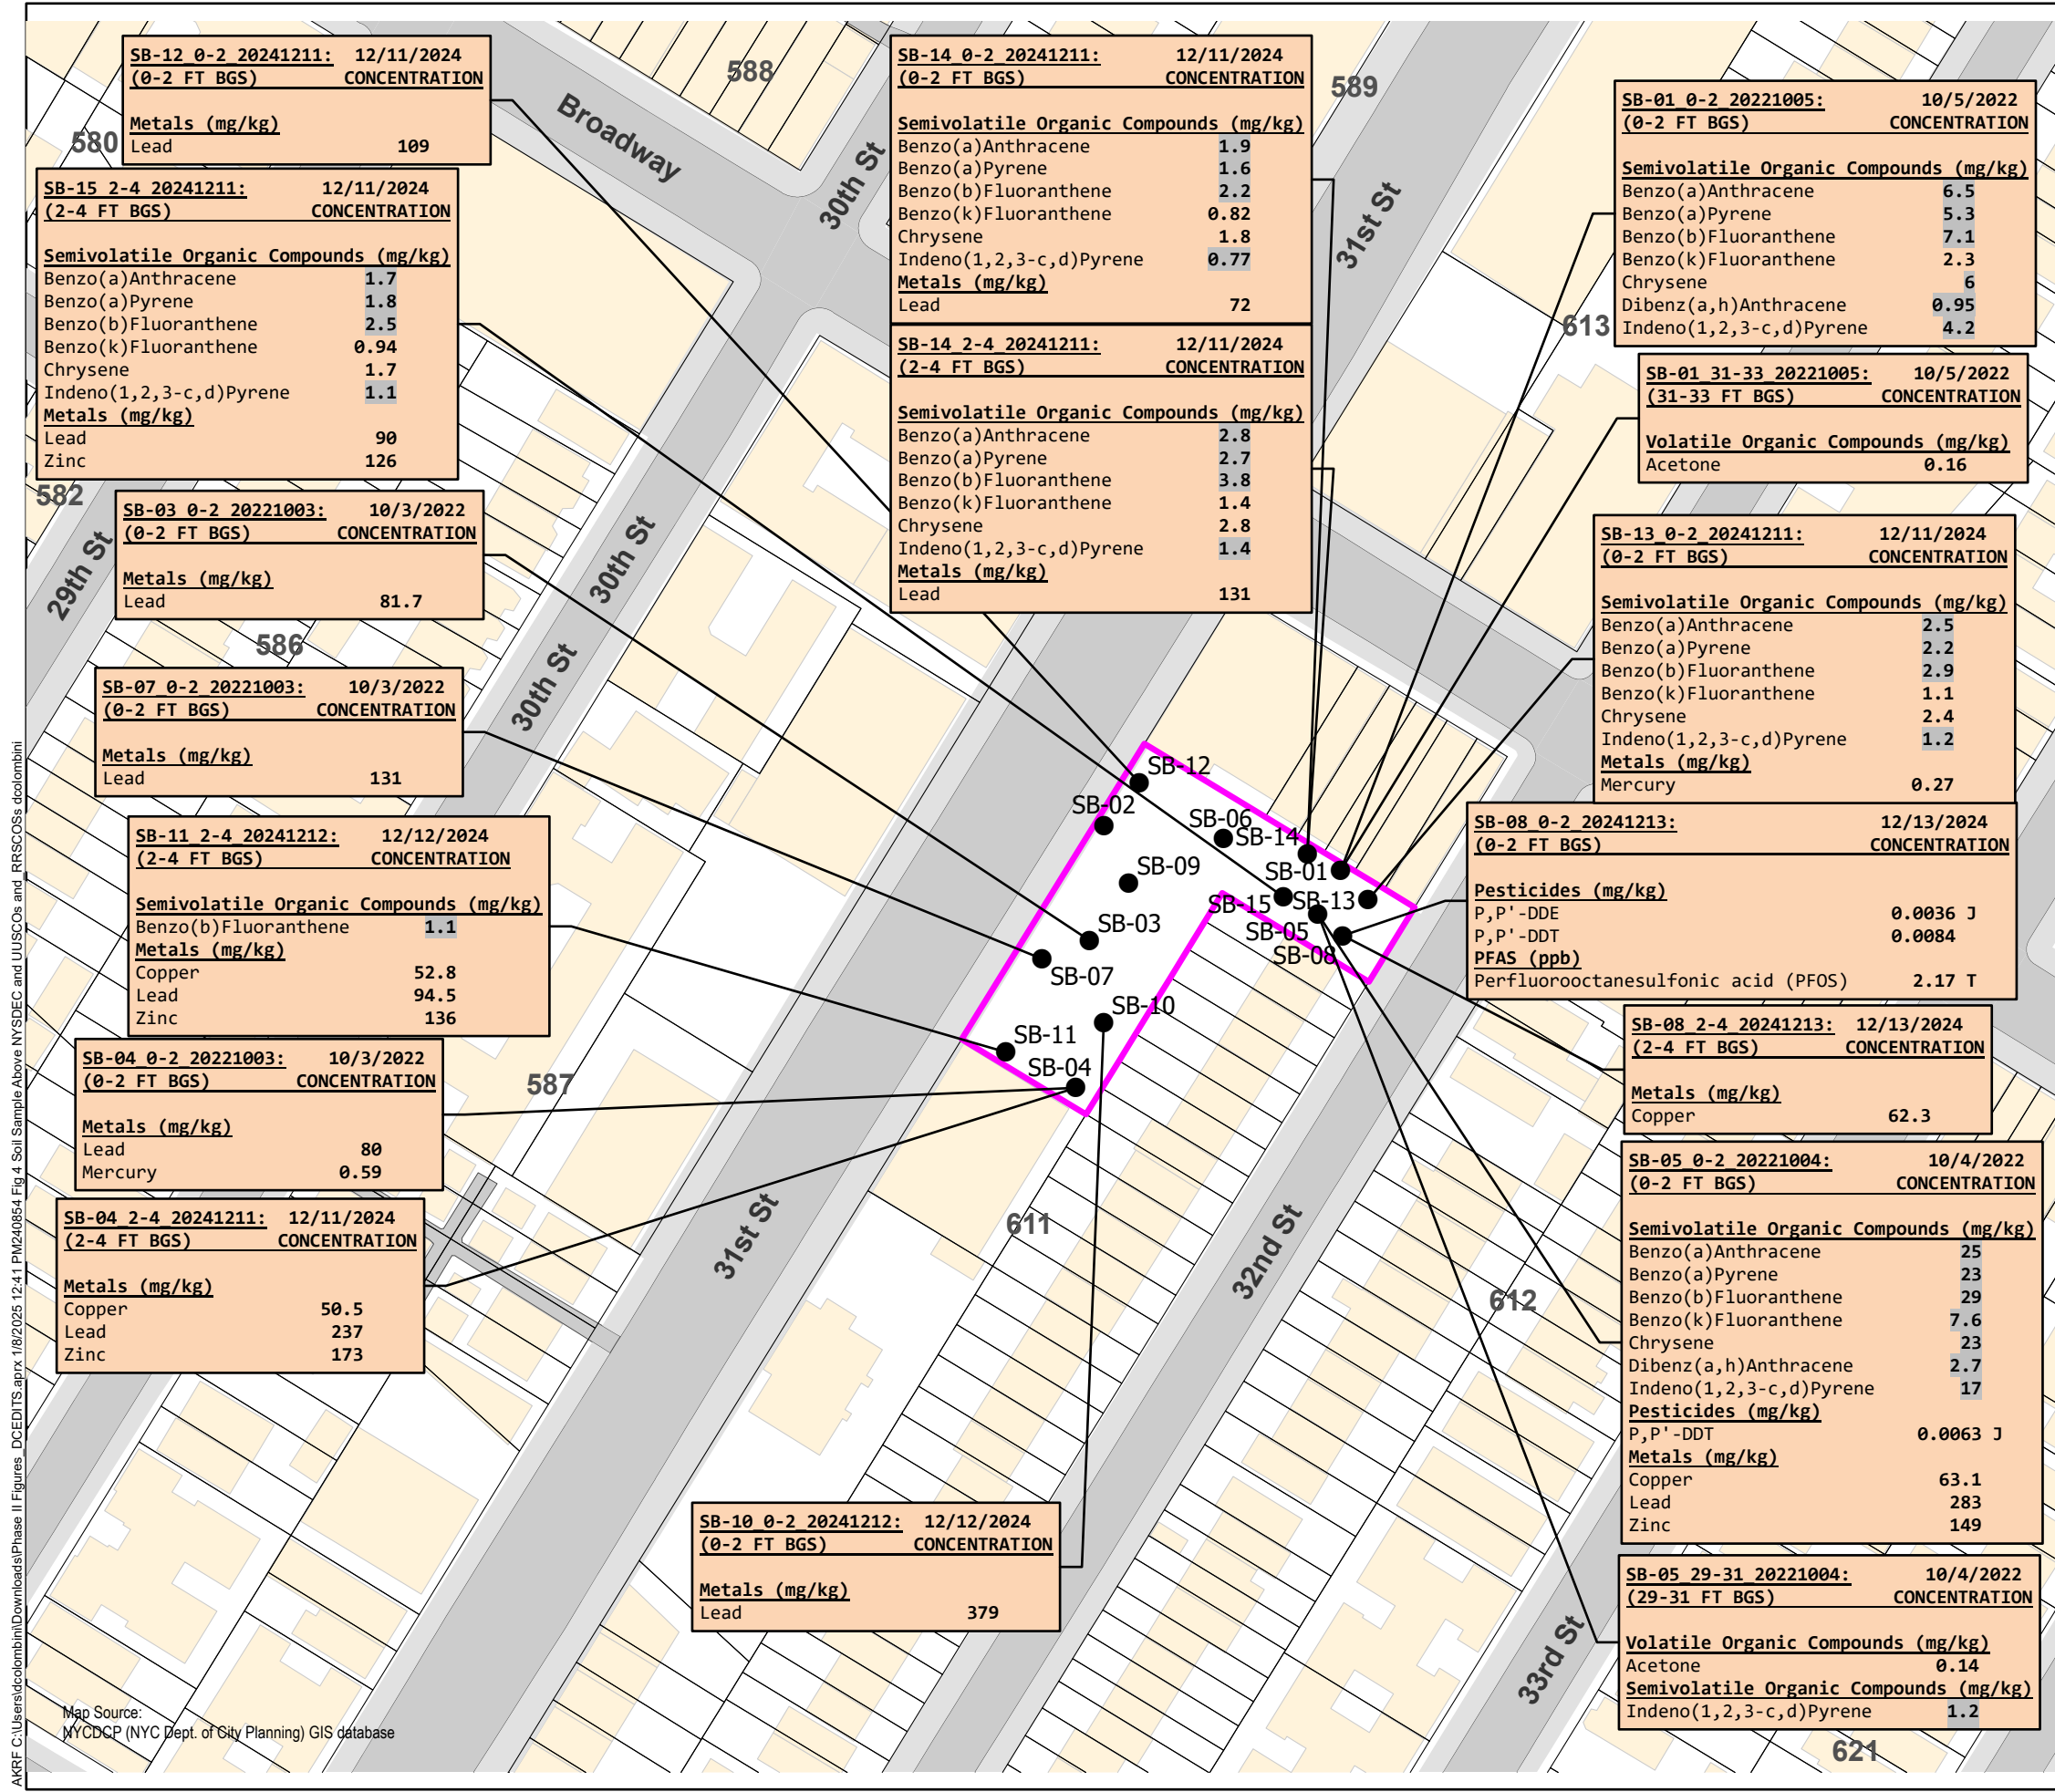 SB-12_0-2_20241211: 12/11/2024
(0-2 FT BGS) CONCENTRATION
Metals (mg/kg)
Lead 109
SB-15_2-4_20241211: 12/11/2024
(2-4 FT BGS) CONCENTRATION
Semivolatile Organic Compounds (mg/kg)
Benzo(a)Anthracene 1.7
Benzo(a)Pyrene 1.8
Benzo(b)Fluoranthene 2.5
Benzo(k)Fluoranthene 0.94
Chrysene 1.7
Indeno(1,2,3-c,d)Pyrene 1.1
Metals (mg/kg)
Lead 90
Zinc 126
SB-03_0-2_20221003: 10/3/2022
(0-2 FT BGS) CONCENTRATION
Metals (mg/kg)
Lead 81.7
SB-07_0-2_20221003: 10/3/2022
(0-2 FT BGS) CONCENTRATION
Metals (mg/kg)
Lead 131
SB-11_2-4_20241212: 12/12/2024
(2-4 FT BGS) CONCENTRATION
Semivolatile Organic Compounds (mg/kg)
Benzo(b)Fluoranthene 1.1
Metals (mg/kg)
Copper 52.8
Lead 94.5
Zinc 136
SB-04_0-2_20221003: 10/3/2022
(0-2 FT BGS) CONCENTRATION
Metals (mg/kg)
Lead 80
Mercury 0.59
SB-04_2-4_20241211: 12/11/2024
(2-4 FT BGS) CONCENTRATION
Metals (mg/kg)
Copper 50.5
Lead 237
Zinc 173
SB-14_0-2_20241211: 12/11/2024
(0-2 FT BGS) CONCENTRATION
Semivolatile Organic Compounds (mg/kg)
Benzo(a)Anthracene 1.9
Benzo(a)Pyrene 1.6
Benzo(b)Fluoranthene 2.2
Benzo(k)Fluoranthene 0.82
Chrysene 1.8
Indeno(1,2,3-c,d)Pyrene 0.77
Metals (mg/kg)
Lead 72
SB-14_2-4_20241211: 12/11/2024
(2-4 FT BGS) CONCENTRATION
Semivolatile Organic Compounds (mg/kg)
Benzo(a)Anthracene 2.8
Benzo(a)Pyrene 2.7
Benzo(b)Fluoranthene 3.8
Benzo(k)Fluoranthene 1.4
Chrysene 2.8
Indeno(1,2,3-c,d)Pyrene 1.4
Metals (mg/kg)
Lead 131
SB-10_0-2_20241212: 12/12/2024
(0-2 FT BGS) CONCENTRATION
Metals (mg/kg)
Lead 379
SB-01_0-2_20221005: 10/5/2022
(0-2 FT BGS) CONCENTRATION
Semivolatile Organic Compounds (mg/kg)
Benzo(a)Anthracene 6.5
Benzo(a)Pyrene 5.3
Benzo(b)Fluoranthene 7.1
Benzo(k)Fluoranthene 2.3
Chrysene 6
Dibenz(a,h)Anthracene 0.95
Indeno(1,2,3-c,d)Pyrene 4.2
SB-01_31-33_20221005: 10/5/2022
(31-33 FT BGS) CONCENTRATION
Volatile Organic Compounds (mg/kg)
Acetone 0.16
SB-13_0-2_20241211: 12/11/2024
(0-2 FT BGS) CONCENTRATION
Semivolatile Organic Compounds (mg/kg)
Benzo(a)Anthracene 2.5
Benzo(a)Pyrene 2.2
Benzo(b)Fluoranthene 2.9
Benzo(k)Fluoranthene 1.1
Chrysene 2.4
Indeno(1,2,3-c,d)Pyrene 1.2
Metals (mg/kg)
Mercury 0.27
SB-08_0-2_20241213: 12/13/2024
(0-2 FT BGS) CONCENTRATION
Pesticides (mg/kg)
P,P'-DDE 0.0036 J
P,P'-DDT 0.0084
PFAS (ppb)
Perfluorooctanesulfonic acid (PFOS) 2.17 T
SB-08_2-4_20241213: 12/13/2024
(2-4 FT BGS) CONCENTRATION
Metals (mg/kg)
Copper 62.3
SB-05_0-2_20221004: 10/4/2022
(0-2 FT BGS) CONCENTRATION
Semivolatile Organic Compounds (mg/kg)
Benzo(a)Anthracene 25
Benzo(a)Pyrene 23
Benzo(b)Fluoranthene 29
Benzo(k)Fluoranthene 7.6
Chrysene 23
Dibenz(a,h)Anthracene 2.7
Indeno(1,2,3-c,d)Pyrene 17
Pesticides (mg/kg)
P,P'-DDT 0.0063 J
Metals (mg/kg)
Copper 63.1
Lead 283
Zinc 149
SB-05_29-31_20221004: 10/4/2022
(29-31 FT BGS) CONCENTRATION
Volatile Organic Compounds (mg/kg)
Acetone 0.14
Semivolatile Organic Compounds (mg/kg)
Indeno(1,2,3-c,d)Pyrene 1.2
588
589
580
582
586
587
611
612
613
621
Broadway
30th St
31st St
29th St
30th St
30th St
31st St
32nd St
33rd St
SB-12
SB-02
SB-06
SB-14
SB-01
SB-09
SB-15
SB-13
SB-03
SB-05
SB-08
SB-07
SB-10
SB-11
SB-04
Map Source:
NYCDCP (NYC Dept. of City Planning) GIS database
AKRF C:\Users\dcolombini\Downloads\Phase II Figures_DCEDITS.aprx 1/8/2025 12:41 PM240854 Fig 4 Soil Sample Above NYSDEC and UUSCOs and RRSCOSs dcolombini